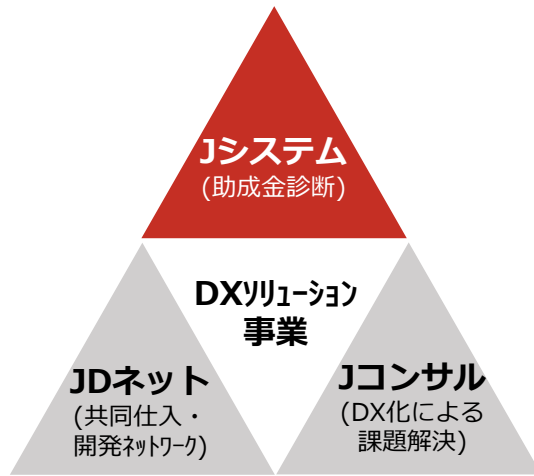 Jシステム
(助成金診断)
DXｿﾘｭｰｼｮﾝ
事業
JDネット
(共同仕入・
開発ﾈｯﾄﾜｰｸ)
Jコンサル
(DX化による
課題解決)